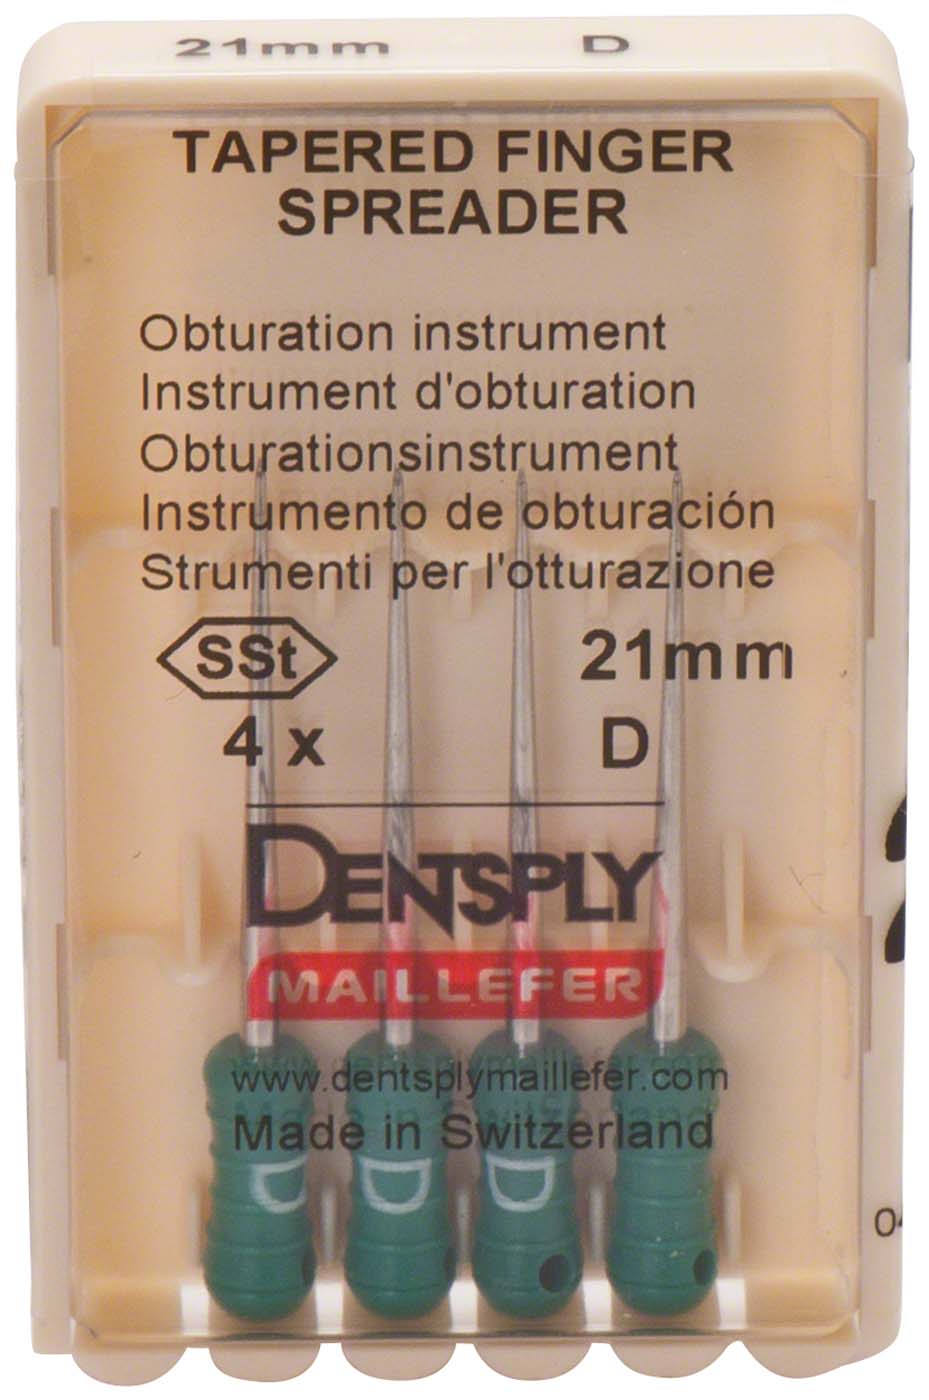 21mm D
TAPERED FINGER
SPREADER
Obturation instrument
Instrument d'obturation
Obturationsinstrument
Instrumento de obturación
Strumenti per l'otturazione
SSt 21mm
4 x D
DENTSPLY
MAILLEFER
www.dentsplymaillefer.com
Made in Switzerland
D D D